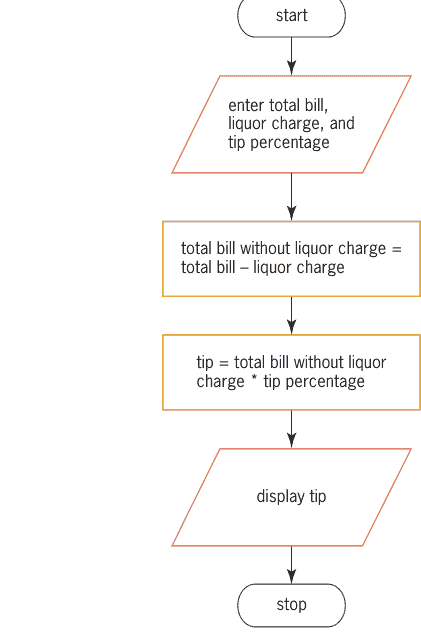 start
enter total bill,
liquor charge, and
tip percentage
total bill without liquor charge =
total bill – liquor charge
tip = total bill without liquor
charge * tip percentage
display tip
stop